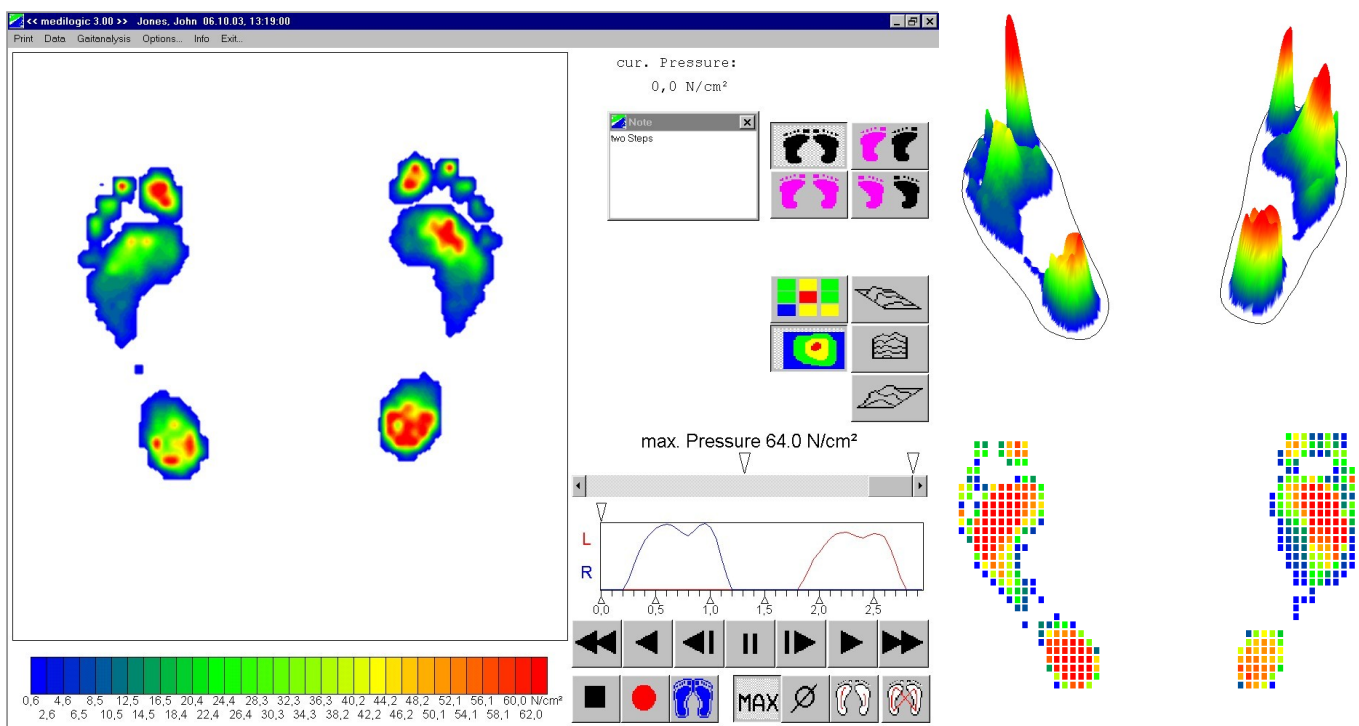 << medilogic 3.00 >> Jones, John 06.10.03, 13:19:00
Print Data Gaitanalysis Options... Info Exit...
cur. Pressure:
0,0 N/cm²
Note
two Steps
max. Pressure 64.0 N/cm²
L
R
0,0 0,5 1,0 1,5 2,0 2,5
0,6 4,6 8,5 12,5 16,5 20,4 24,4 28,3 32,3 36,3 40,2 44,2 48,2 52,1 56,1 60,0 N/cm²
2,6 6,5 10,5 14,5 18,4 22,4 26,4 30,3 34,3 38,2 42,2 46,2 50,1 54,1 58,1 62,0
MAX